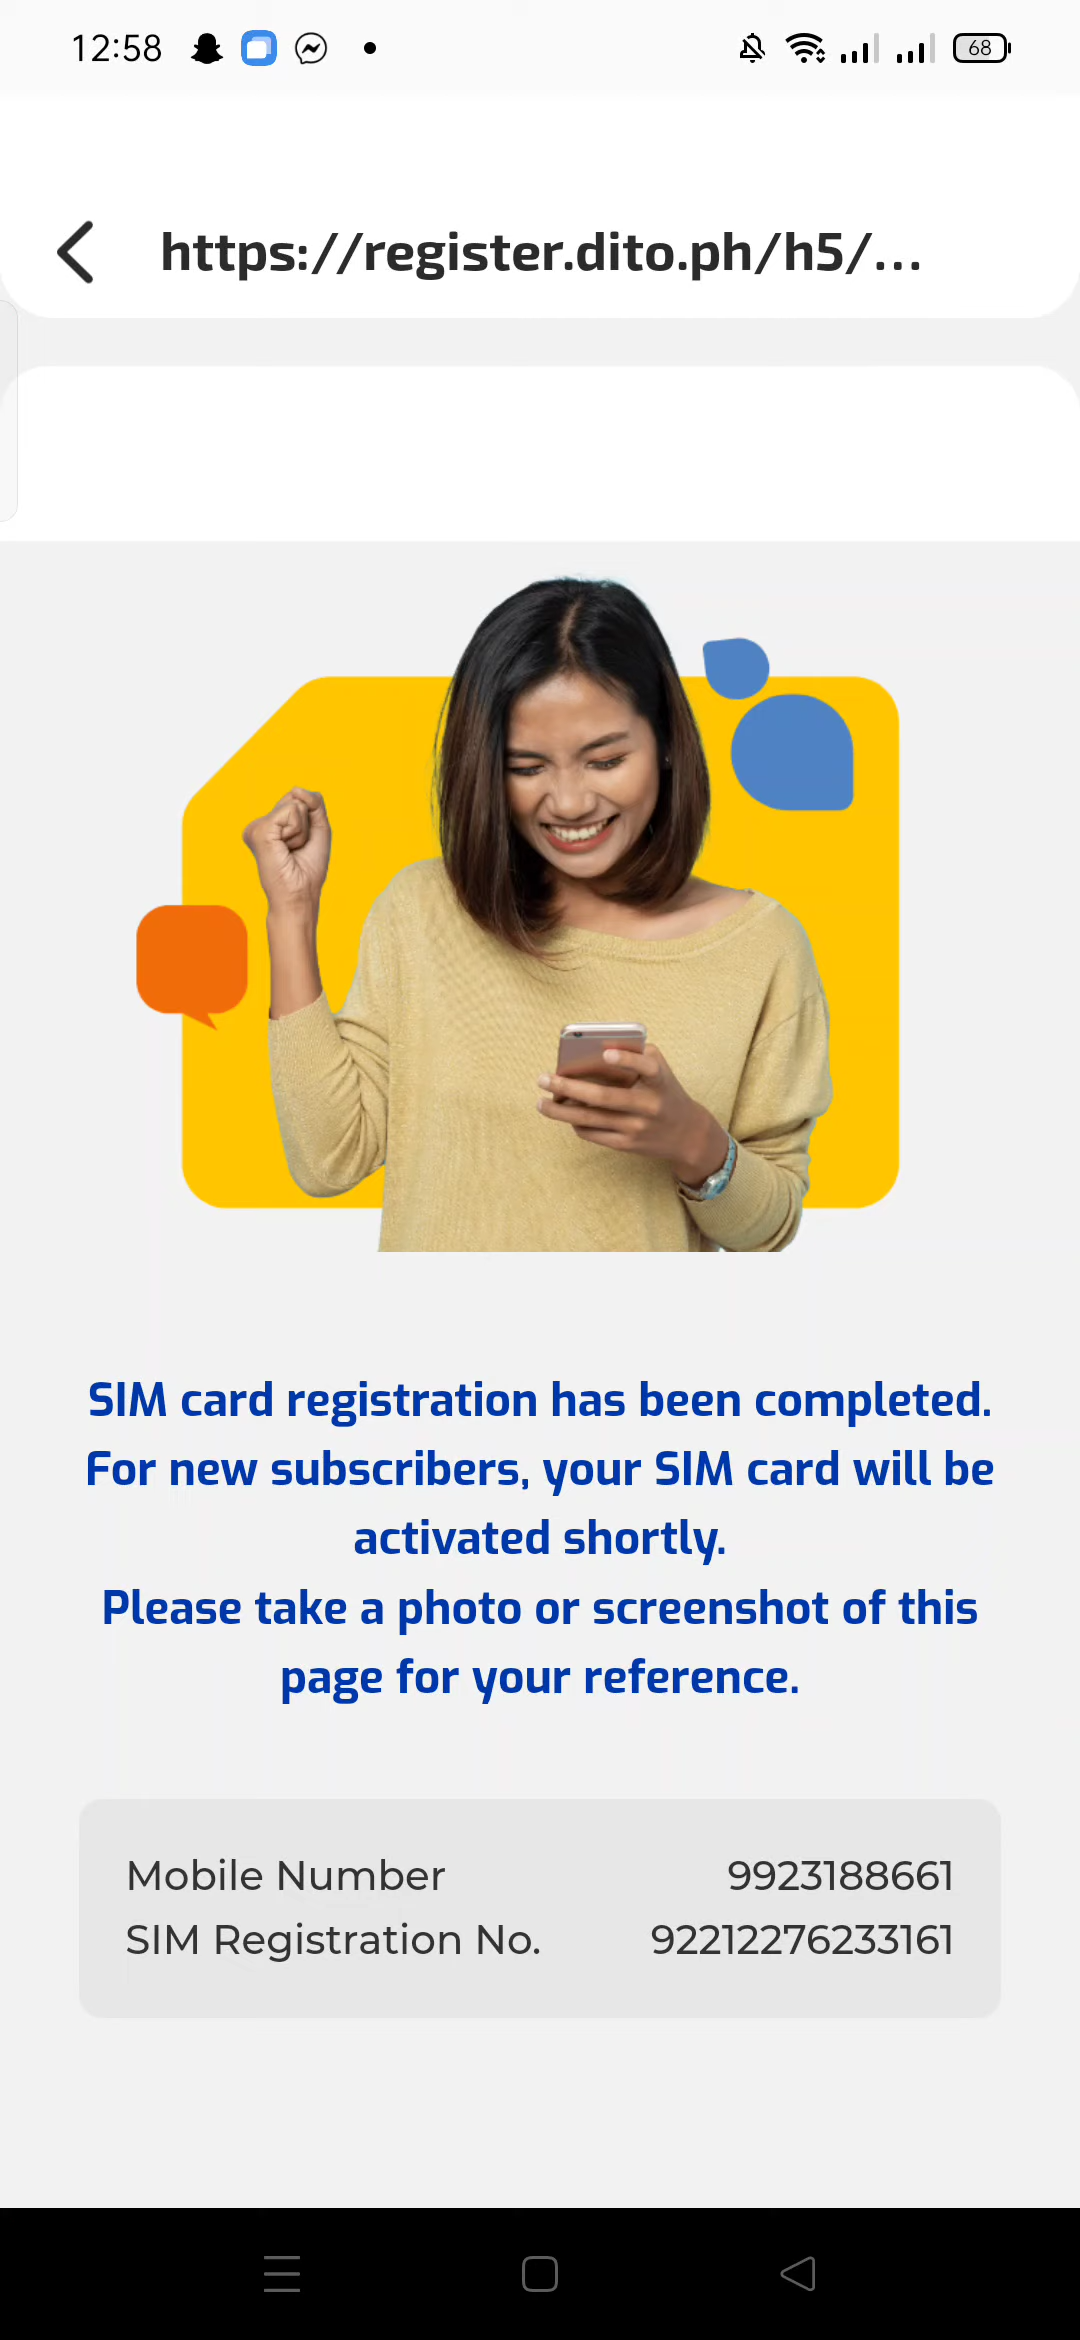 12:58
68
https://register.dito.ph/h5/...
SIM card registration has been completed.
For new subscribers, your SIM card will be
activated shortly.
Please take a photo or screenshot of this
page for your reference.
Mobile Number 9923188661
SIM Registration No. 92212276233161